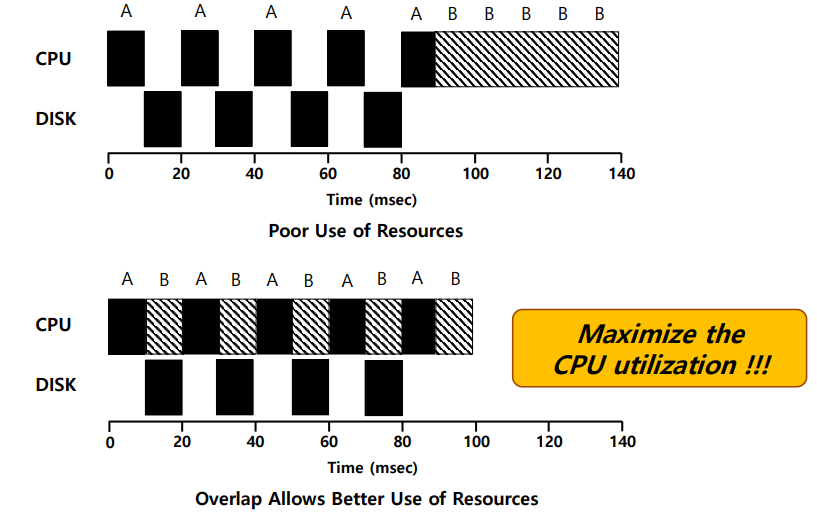 A A A A A B B B B B
CPU
DISK
0 20 40 60 80 100 120 140
Time (msec)
Poor Use of Resources
A B A B A B A B A B
CPU
Maximize the
CPU utilization !!!
DISK
0 20 40 60 80 100 120 140
Time (msec)
Overlap Allows Better Use of Resources